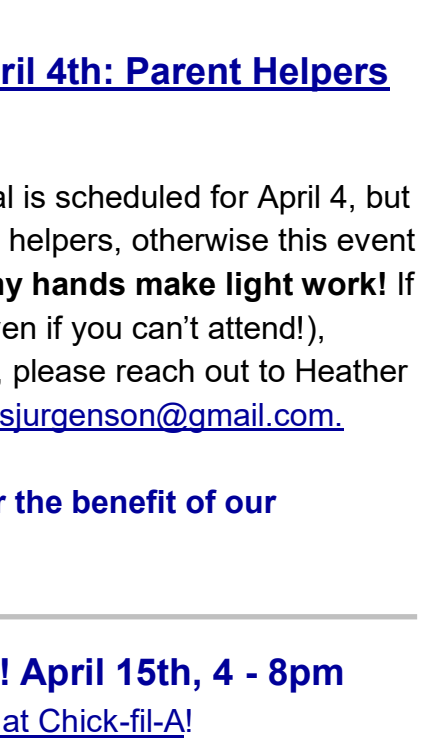 ril 4th: Parent Helpers
al is scheduled for April 4, but
helpers, otherwise this event
ny hands make light work! If
ven if you can't attend!),
, please reach out to Heather
sjurgenson@gmail.com.
r the benefit of our
! April 15th, 4 - 8pm
at Chick-fil-A!